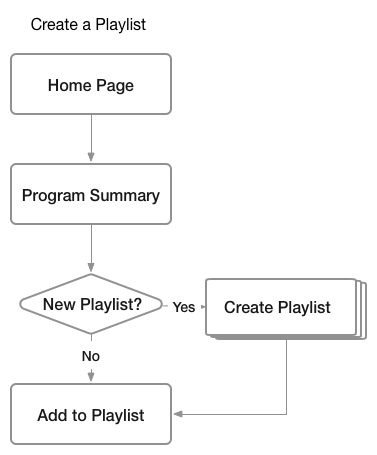 Create a Playlist
Home Page
Program Summary
New Playlist?
Yes
Create Playlist
No
Add to Playlist